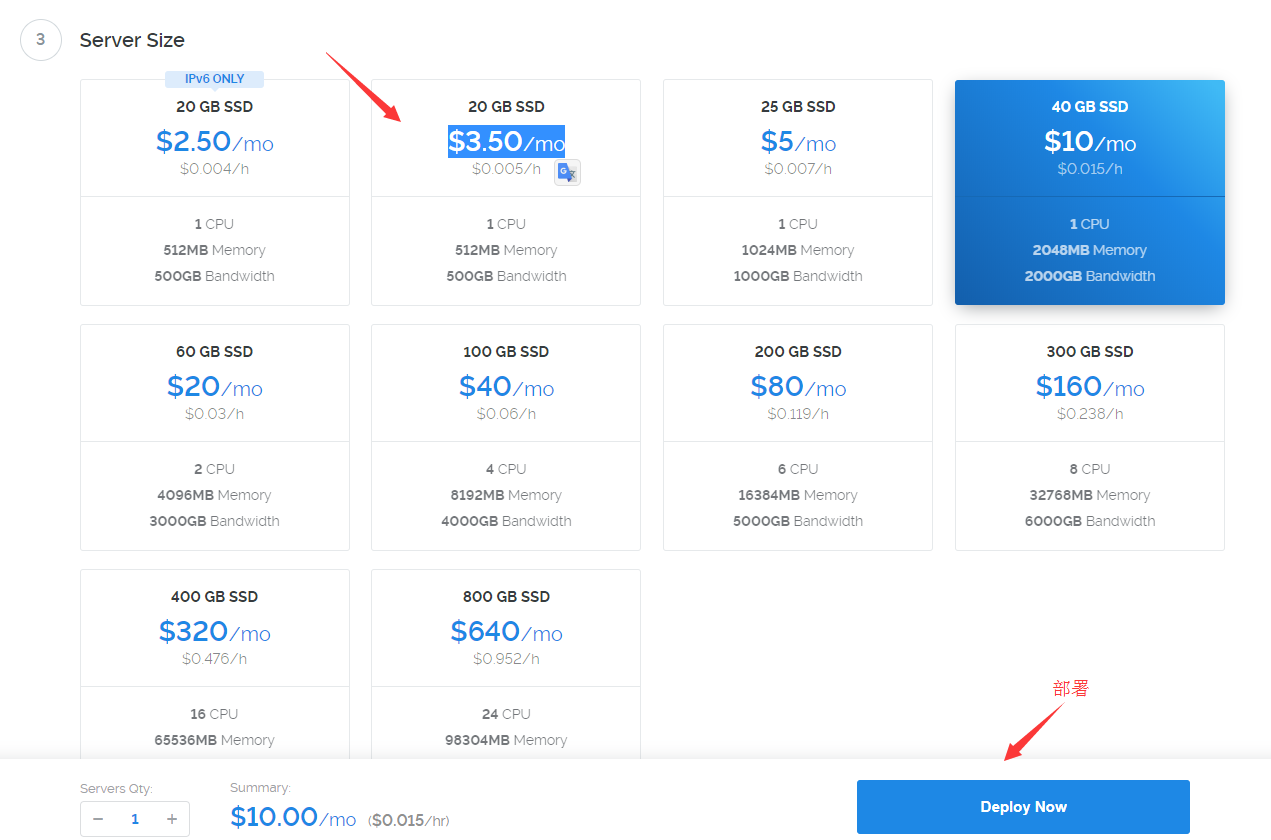 3 Server Size
IPv6 ONLY
20 GB SSD
$2.50/mo
$0.004/h
1 CPU
512MB Memory
500GB Bandwidth
20 GB SSD
$3.50/mo
$0.005/h
1 CPU
512MB Memory
500GB Bandwidth
25 GB SSD
$5/mo
$0.007/h
1 CPU
1024MB Memory
1000GB Bandwidth
40 GB SSD
$10/mo
$0.015/h
1 CPU
2048MB Memory
2000GB Bandwidth
60 GB SSD
$20/mo
$0.03/h
2 CPU
4096MB Memory
3000GB Bandwidth
100 GB SSD
$40/mo
$0.06/h
4 CPU
8192MB Memory
4000GB Bandwidth
200 GB SSD
$80/mo
$0.119/h
6 CPU
16384MB Memory
5000GB Bandwidth
300 GB SSD
$160/mo
$0.238/h
8 CPU
32768MB Memory
6000GB Bandwidth
400 GB SSD
$320/mo
$0.476/h
16 CPU
65536MB Memory
800 GB SSD
$640/mo
$0.952/h
24 CPU
98304MB Memory
部署
Servers Qty:
− 1 +
Summary:
$10.00/mo ($0.015/hr)
Deploy Now